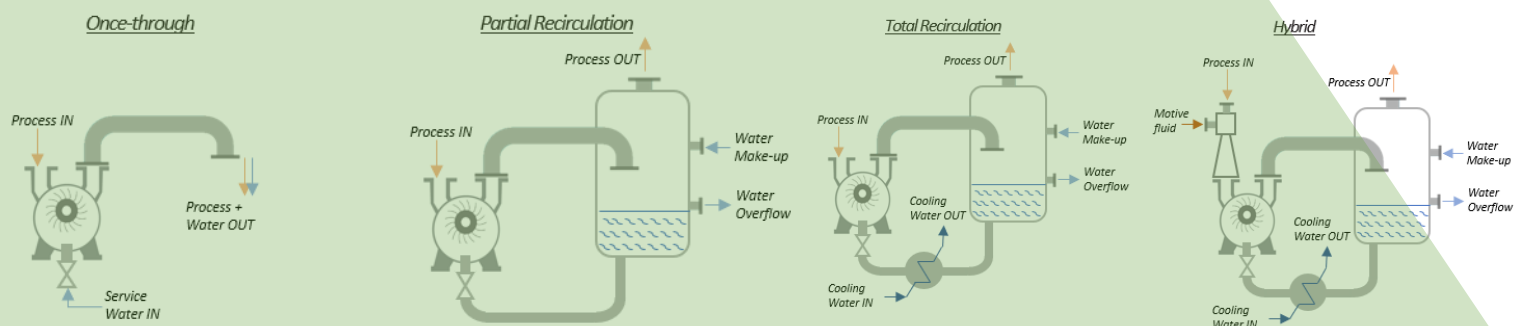 Once-through
Process IN
Process +
Water OUT
Service
Water IN
Partial Recirculation
Process OUT
Process IN
Water
Make-up
Water
Overflow
Total Recirculation
Process OUT
Process IN
Water
Make-up
Water
Overflow
Cooling
Water OUT
Cooling
Water IN
Hybrid
Process IN
Process OUT
Motive
fluid
Water
Make-up
Water
Overflow
Cooling
Water OUT
Cooling
Water IN